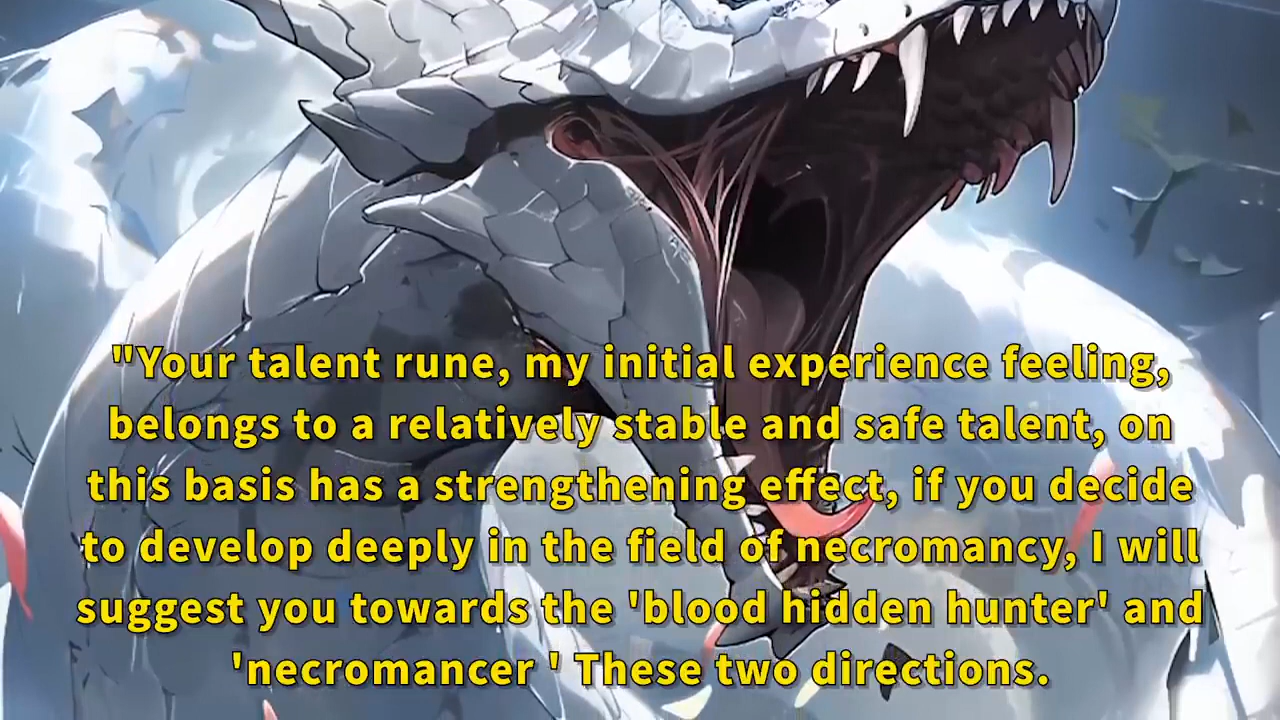 "Your talent rune, my initial experience feeling,
belongs to a relatively stable and safe talent, on
this basis has a strengthening effect, if you decide
to develop deeply in the field of necromancy, I will
suggest you towards the 'blood hidden hunter' and
'necromancer ' These two directions.